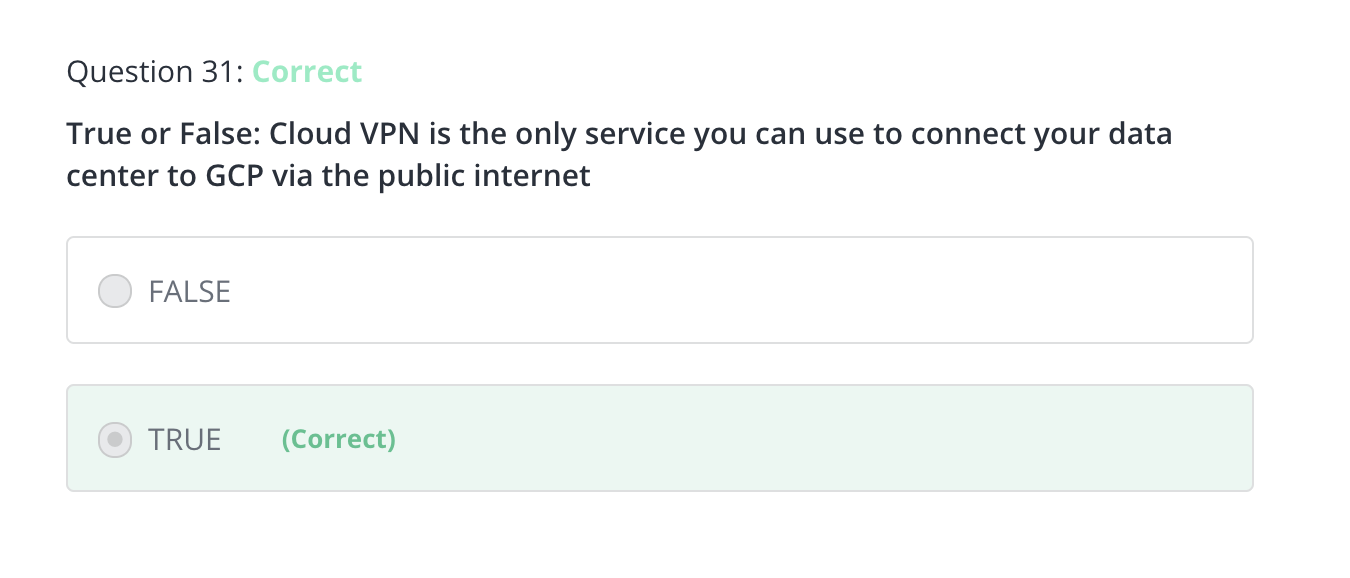 Question 31: Correct
True or False: Cloud VPN is the only service you can use to connect your data
center to GCP via the public internet
FALSE
TRUE (Correct)